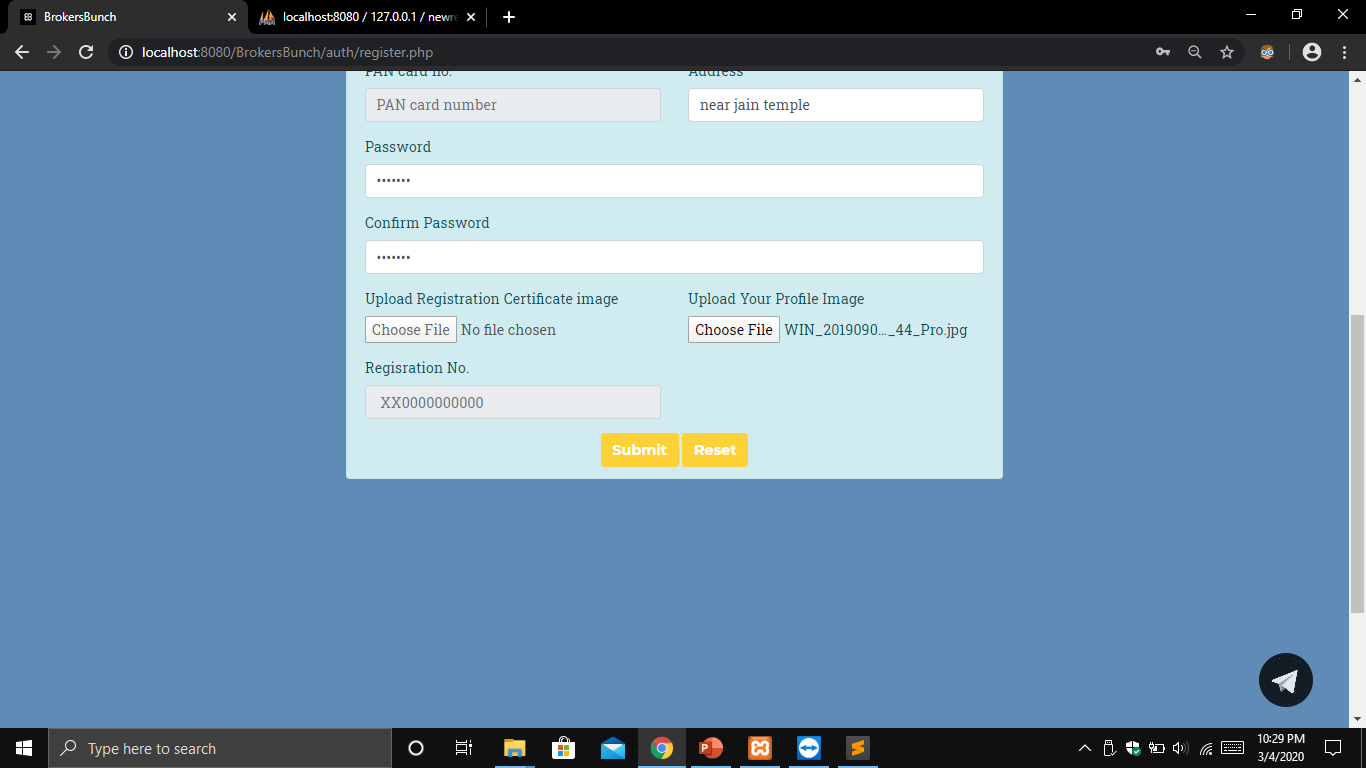 BrokersBunch
localhost:8080 / 127.0.0.1 / newre
localhost:8080/BrokersBunch/auth/register.php
PAN card no. Address
PAN card number near jain temple
Password
•••••••
Confirm Password
•••••••
Upload Registration Certificate image Upload Your Profile Image
Choose File No file chosen Choose File WIN_2019090..._44_Pro.jpg
Regisration No.
XX0000000000
Submit Reset
Type here to search
10:29 PM
3/4/2020